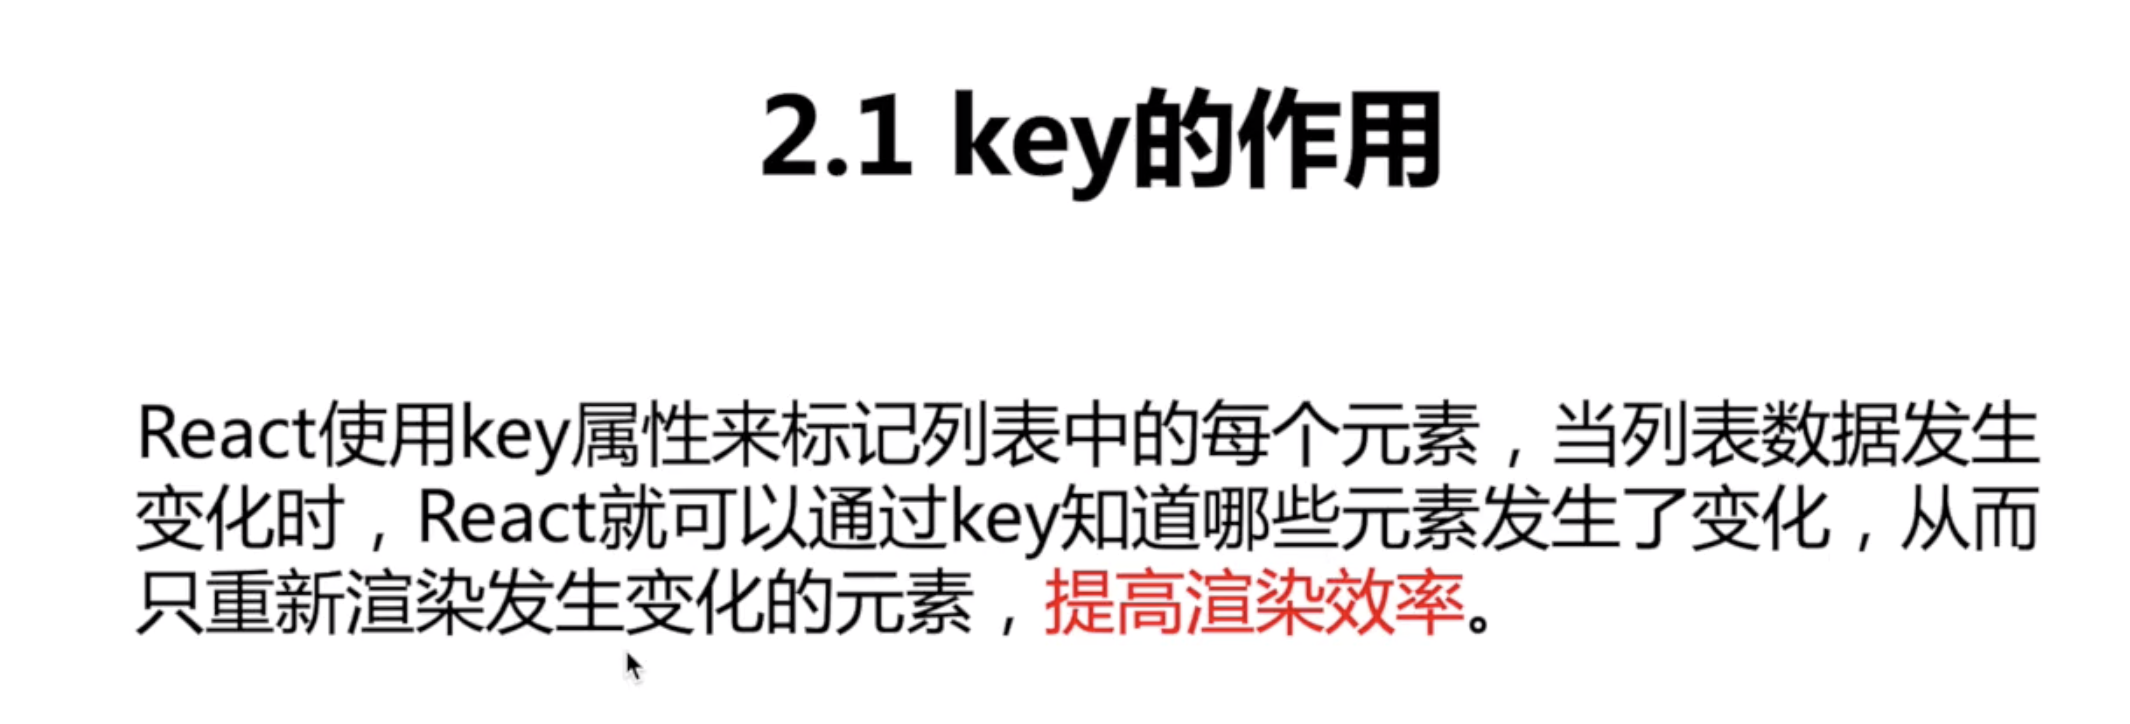 2.1 key的作用
React使用key属性来标记列表中的每个元素，当列表数据发生
变化时，React就可以通过key知道哪些元素发生了变化，从而
只重新渲染发生变化的元素，提高渲染效率。